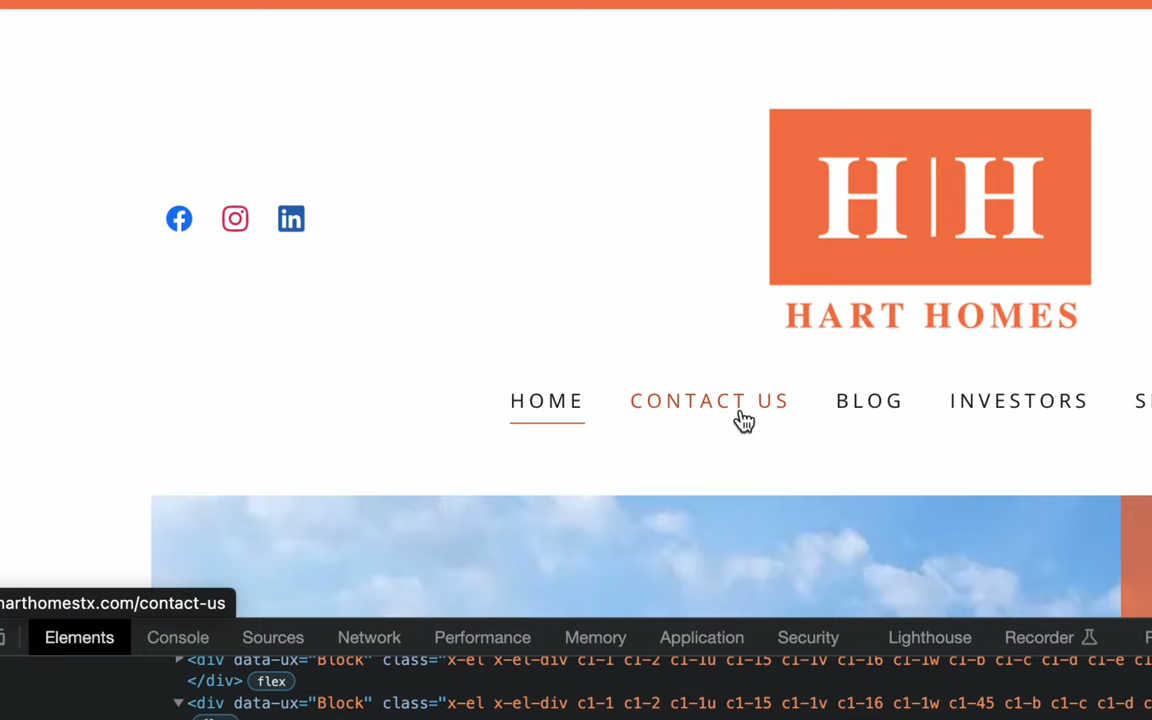 H|H
HART HOMES
HOME CONTACT US BLOG INVESTORS
harthomestx.com/contact-us
Elements Console Sources Network Performance Memory Application Security Lighthouse Recorder
<div data-ux="Block" class="x-el x-el-div c1-1 c1-2 c1-1u c1-15 c1-1v c1-16 c1-1w c1-b c1-c c1-d c1-e
</div> flex
<div data-ux="Block" class="x-el x-el-div c1-1 c1-2 c1-1u c1-15 c1-1v c1-16 c1-1w c1-45 c1-b c1-c c1-d